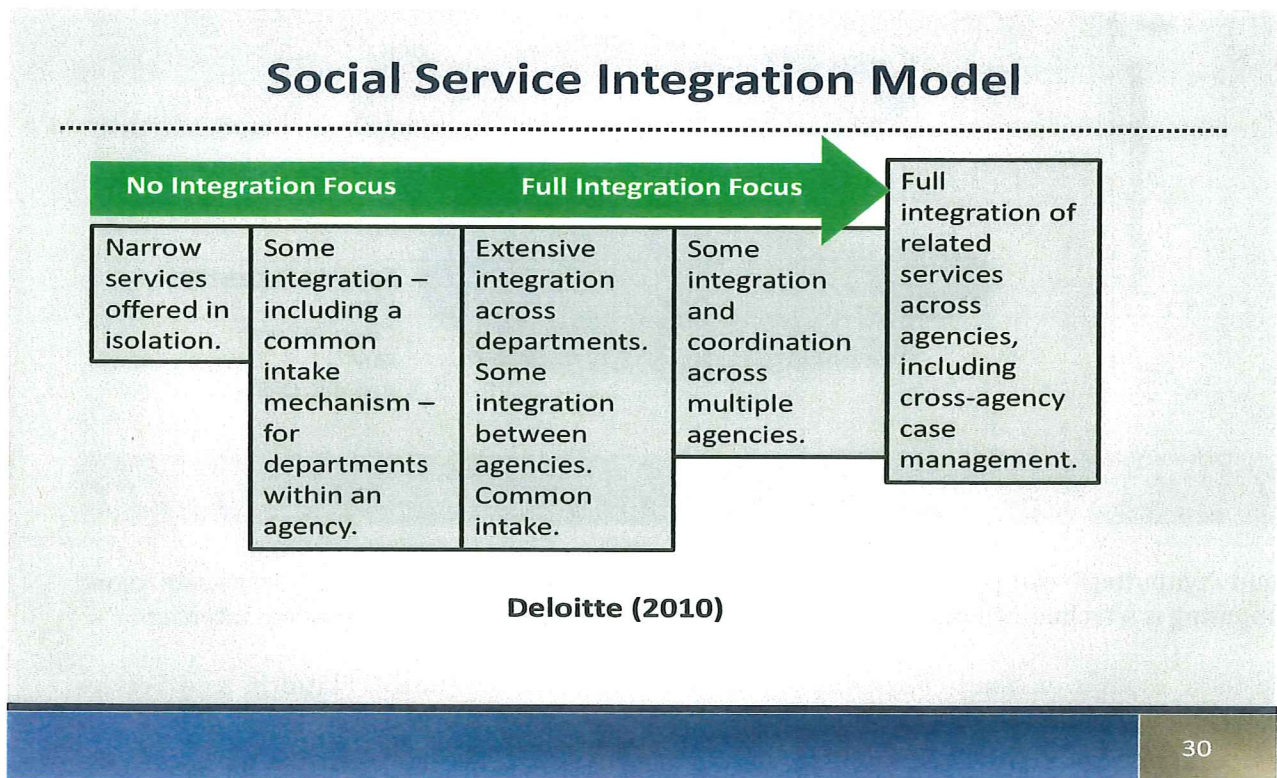 Social Service Integration Model
No Integration Focus
Full Integration Focus
Narrow
services
offered in
isolation.
Some
integration –
including a
common
intake
mechanism –
for
departments
within an
agency.
Extensive
integration
across
departments.
Some
integration
between
agencies.
Common
intake.
Some
integration
and
coordination
across
multiple
agencies.
Full
integration of
related
services
across
agencies,
including
cross-agency
case
management.
Deloitte (2010)
30